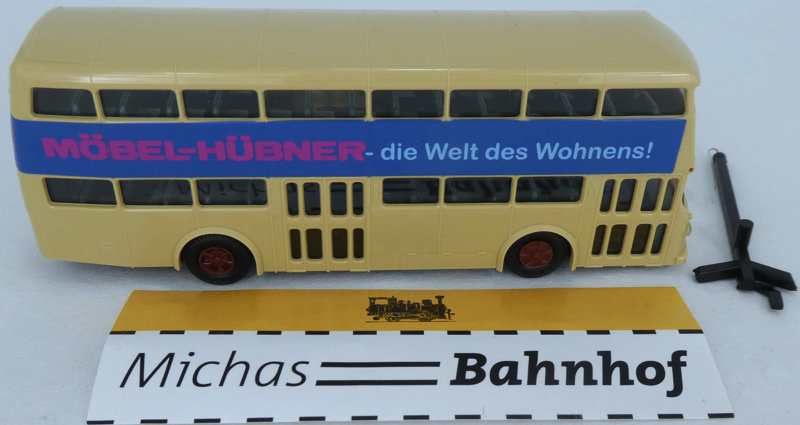 MÖBEL-HÜBNER - die Welt des Wohnens!
Michas Bahnhof